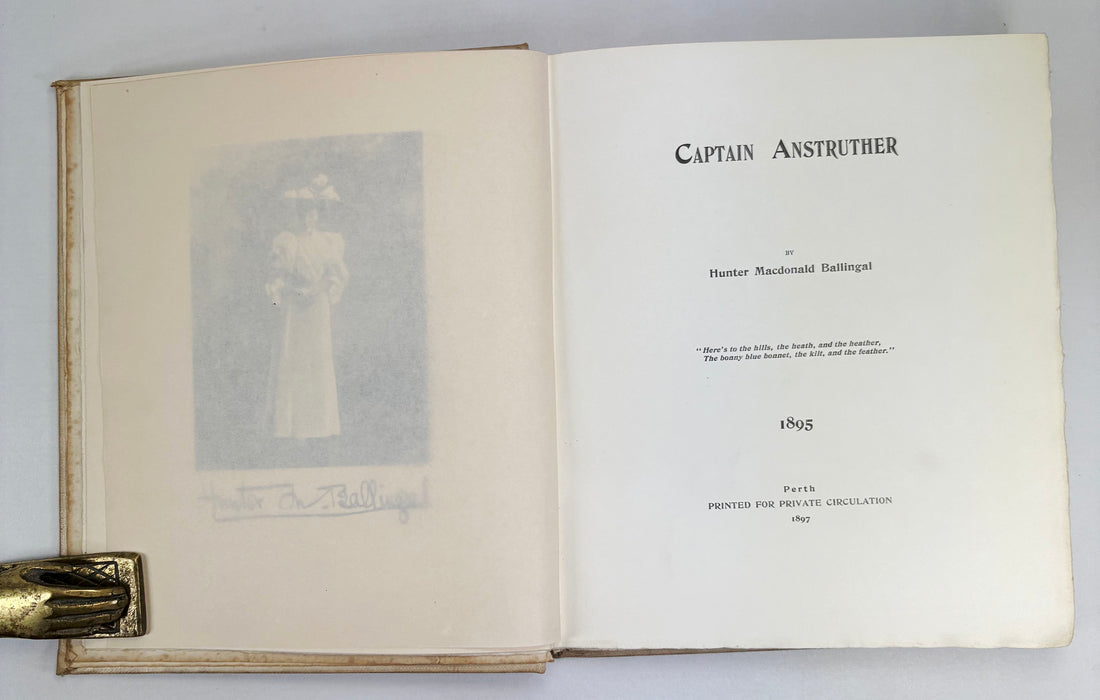 Hunter M. Ballingal
CAPTAIN ANSTRUTHER
BY
Hunter Macdonald Ballingal
"Here's to the hills, the heath, and the heather,
The bonny blue bonnet, the kilt, and the feather."
1895
Perth
PRINTED FOR PRIVATE CIRCULATION
1897